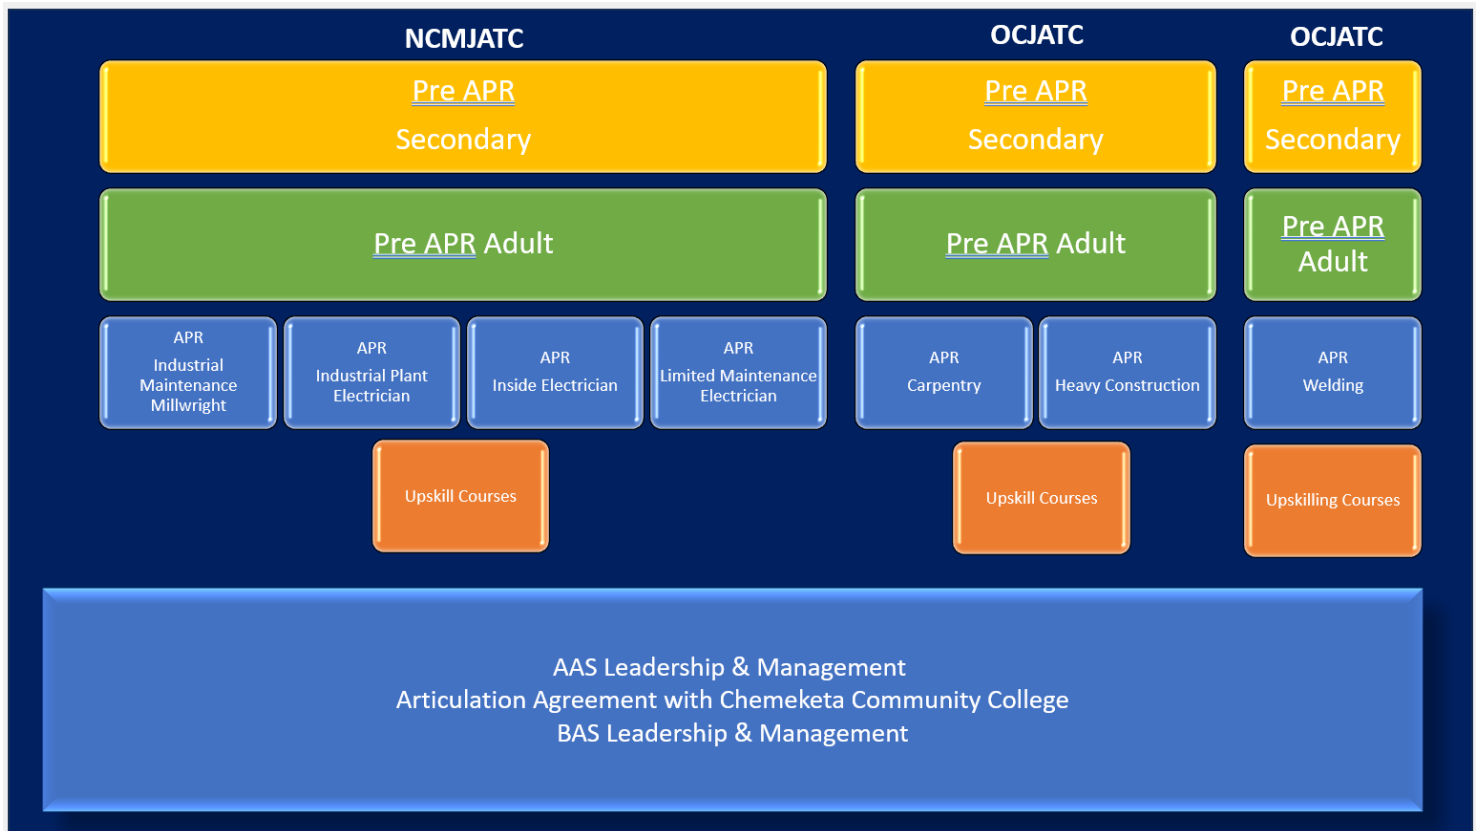 NCMJATC
OCJATC
OCJATC
Pre APR
Secondary
Pre APR
Secondary
Pre APR
Secondary
Pre APR Adult
Pre APR Adult
Pre APR
Adult
APR
Industrial
Maintenance
Millwright
APR
Industrial Plant
Electrician
APR
Inside Electrician
APR
Limited Maintenance
Electrician
APR
Carpentry
APR
Heavy Construction
APR
Welding
Upskill Courses
Upskill Courses
Upskilling Courses
AAS Leadership & Management
Articulation Agreement with Chemeketa Community College
BAS Leadership & Management